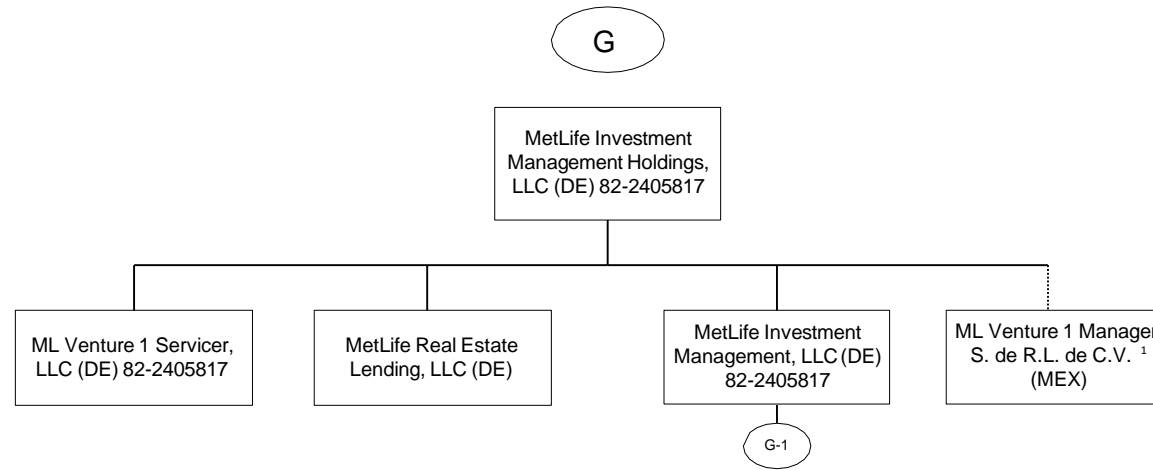 G
MetLife Investment
Management Holdings,
LLC (DE) 82-2405817
ML Venture 1 Servicer,
LLC (DE) 82-2405817
MetLife Real Estate
Lending, LLC (DE)
MetLife Investment
Management, LLC (DE)
82-2405817
ML Venture 1 Manager
S. de R.L. de C.V. 1
(MEX)
G-1